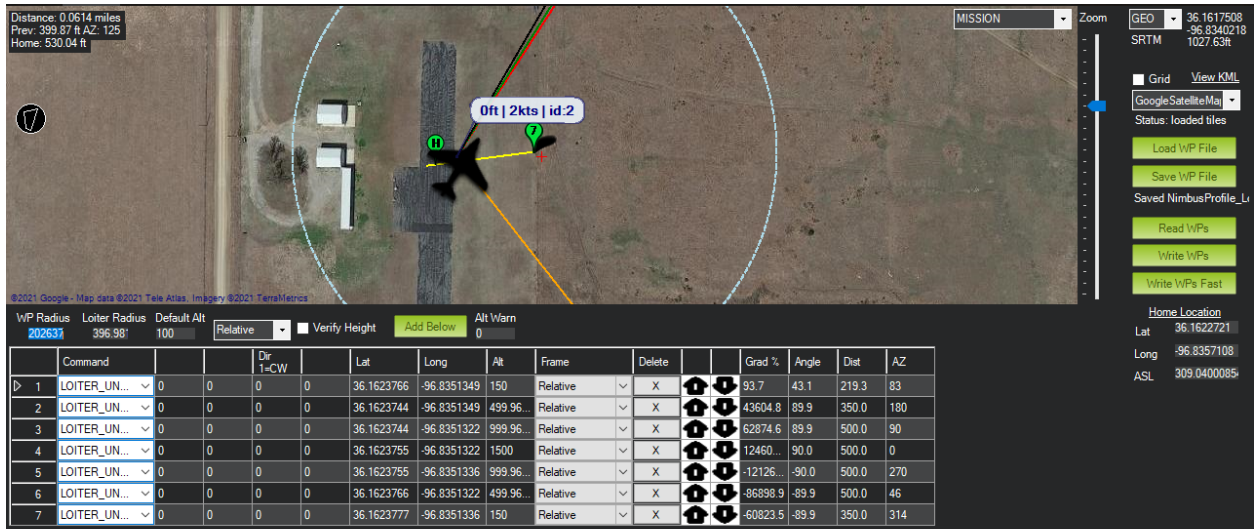 Distance: 0.0614 miles
Prev: 399.87 ft AZ: 125
Home: 530.04 ft
MISSION
Zoom
GEO
36.1617508
-96.8340218
SRTM
1027.63ft
Grid
View KML
GoogleSatelliteMa
Status: loaded tiles
Load WP File
Save WP File
Saved NimbusProfile_L
Read WPs
Write WPs
Write WPs Fast
Home Location
Lat 36.1622721
Long -96.8357108
ASL 309.0400085
0ft | 2kts | id:2
H
7
©2021 Google - Map data ©2021 Tele Atlas, Imagery ©2021 TerraMetrics
WP Radius Loiter Radius Default Alt Alt Warn
202637 396.98 100 Relative Verify Height Add Below 0
Command Dir 1=CW Lat Long Alt Frame Delete Grad % Angle Dist AZ
1 LOITER_UN... 0 0 0 0 36.1623766 -96.8351349 150 Relative X 93.7 43.1 219.3 83
2 LOITER_UN... 0 0 0 0 36.1623744 -96.8351349 499.96... Relative X 43604.8 89.9 350.0 180
3 LOITER_UN... 0 0 0 0 36.1623744 -96.8351322 999.96... Relative X 62874.6 89.9 500.0 90
4 LOITER_UN... 0 0 0 0 36.1623755 -96.8351322 1500 Relative X 12460... 90.0 500.0 0
5 LOITER_UN... 0 0 0 0 36.1623755 -96.8351336 999.96... Relative X -12126... -90.0 500.0 270
6 LOITER_UN... 0 0 0 0 36.1623766 -96.8351322 499.96... Relative X -86898.9 -89.9 500.0 46
7 LOITER_UN... 0 0 0 0 36.1623777 -96.8351336 150 Relative X -60823.5 -89.9 350.0 314